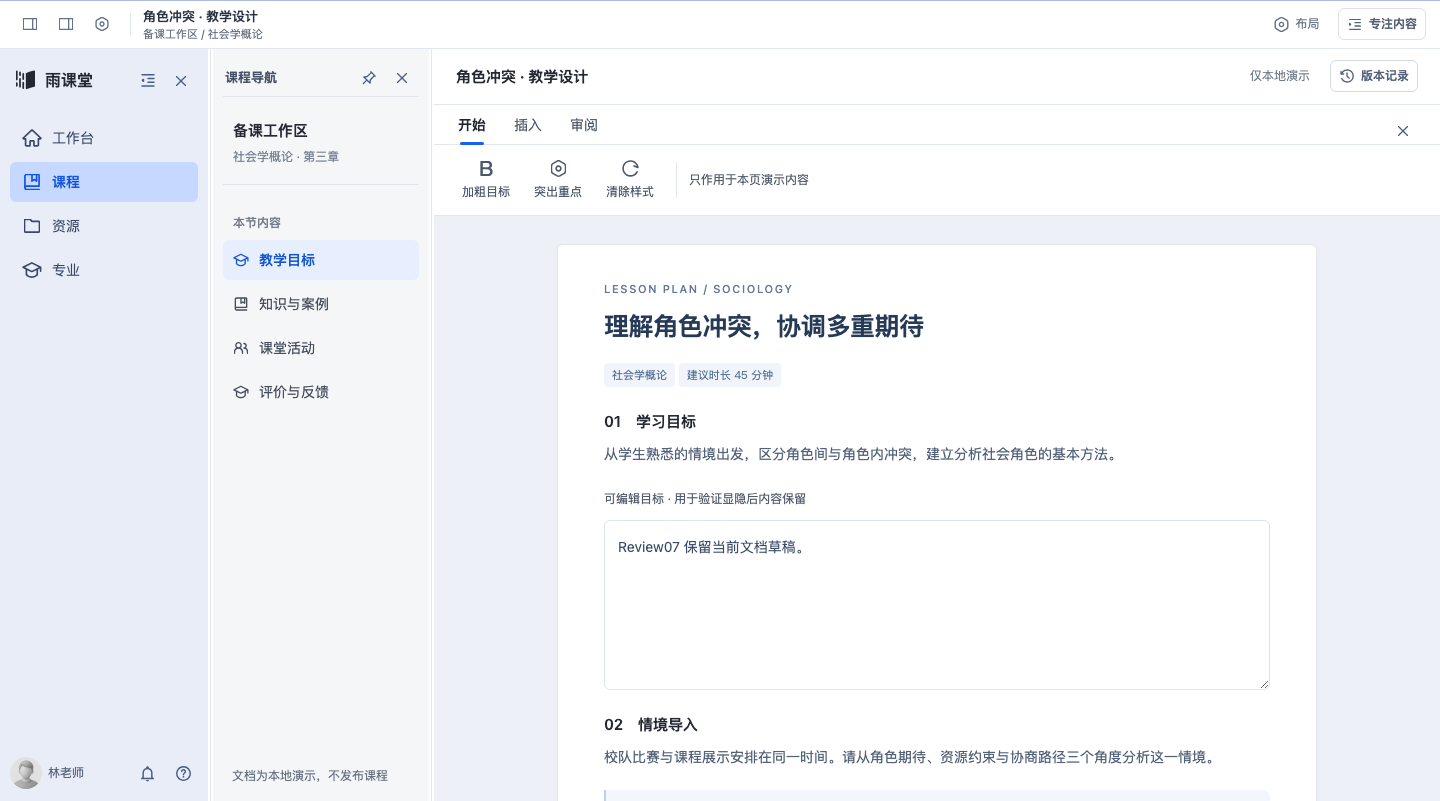 角色冲突 · 教学设计
备课工作区 / 社会学概论
布局
专注内容
雨课堂
工作台
课程
资源
专业
林老师
课程导航
备课工作区
社会学概论 · 第三章
本节内容
教学目标
知识与案例
课堂活动
评价与反馈
文档为本地演示，不发布课程
角色冲突 · 教学设计
仅本地演示
版本记录
开始
插入
审阅
B
加粗目标
突出重点
清除样式
只作用于本页演示内容
LESSON PLAN / SOCIOLOGY
理解角色冲突，协调多重期待
社会学概论
建议时长 45 分钟
01 学习目标
从学生熟悉的情境出发，区分角色间与角色内冲突，建立分析社会角色的基本方法。
可编辑目标 · 用于验证显隐后内容保留
Review07 保留当前文档草稿。
02 情境导入
校队比赛与课程展示安排在同一时间。请从角色期待、资源约束与协商路径三个角度分析这一情境。